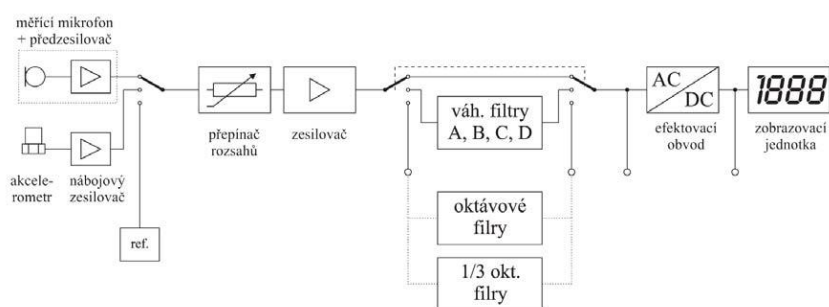 měřící mikrofon
+ předzesilovač
akcele-
rometr
nábojový
zesilovač
ref.
přepínač
rozsahů
zesilovač
váh. filtry
A, B, C, D
oktávové
filry
1/3 okt.
filry
AC
DC
efektovací
obvod
1888
zobrazovací
jednotka